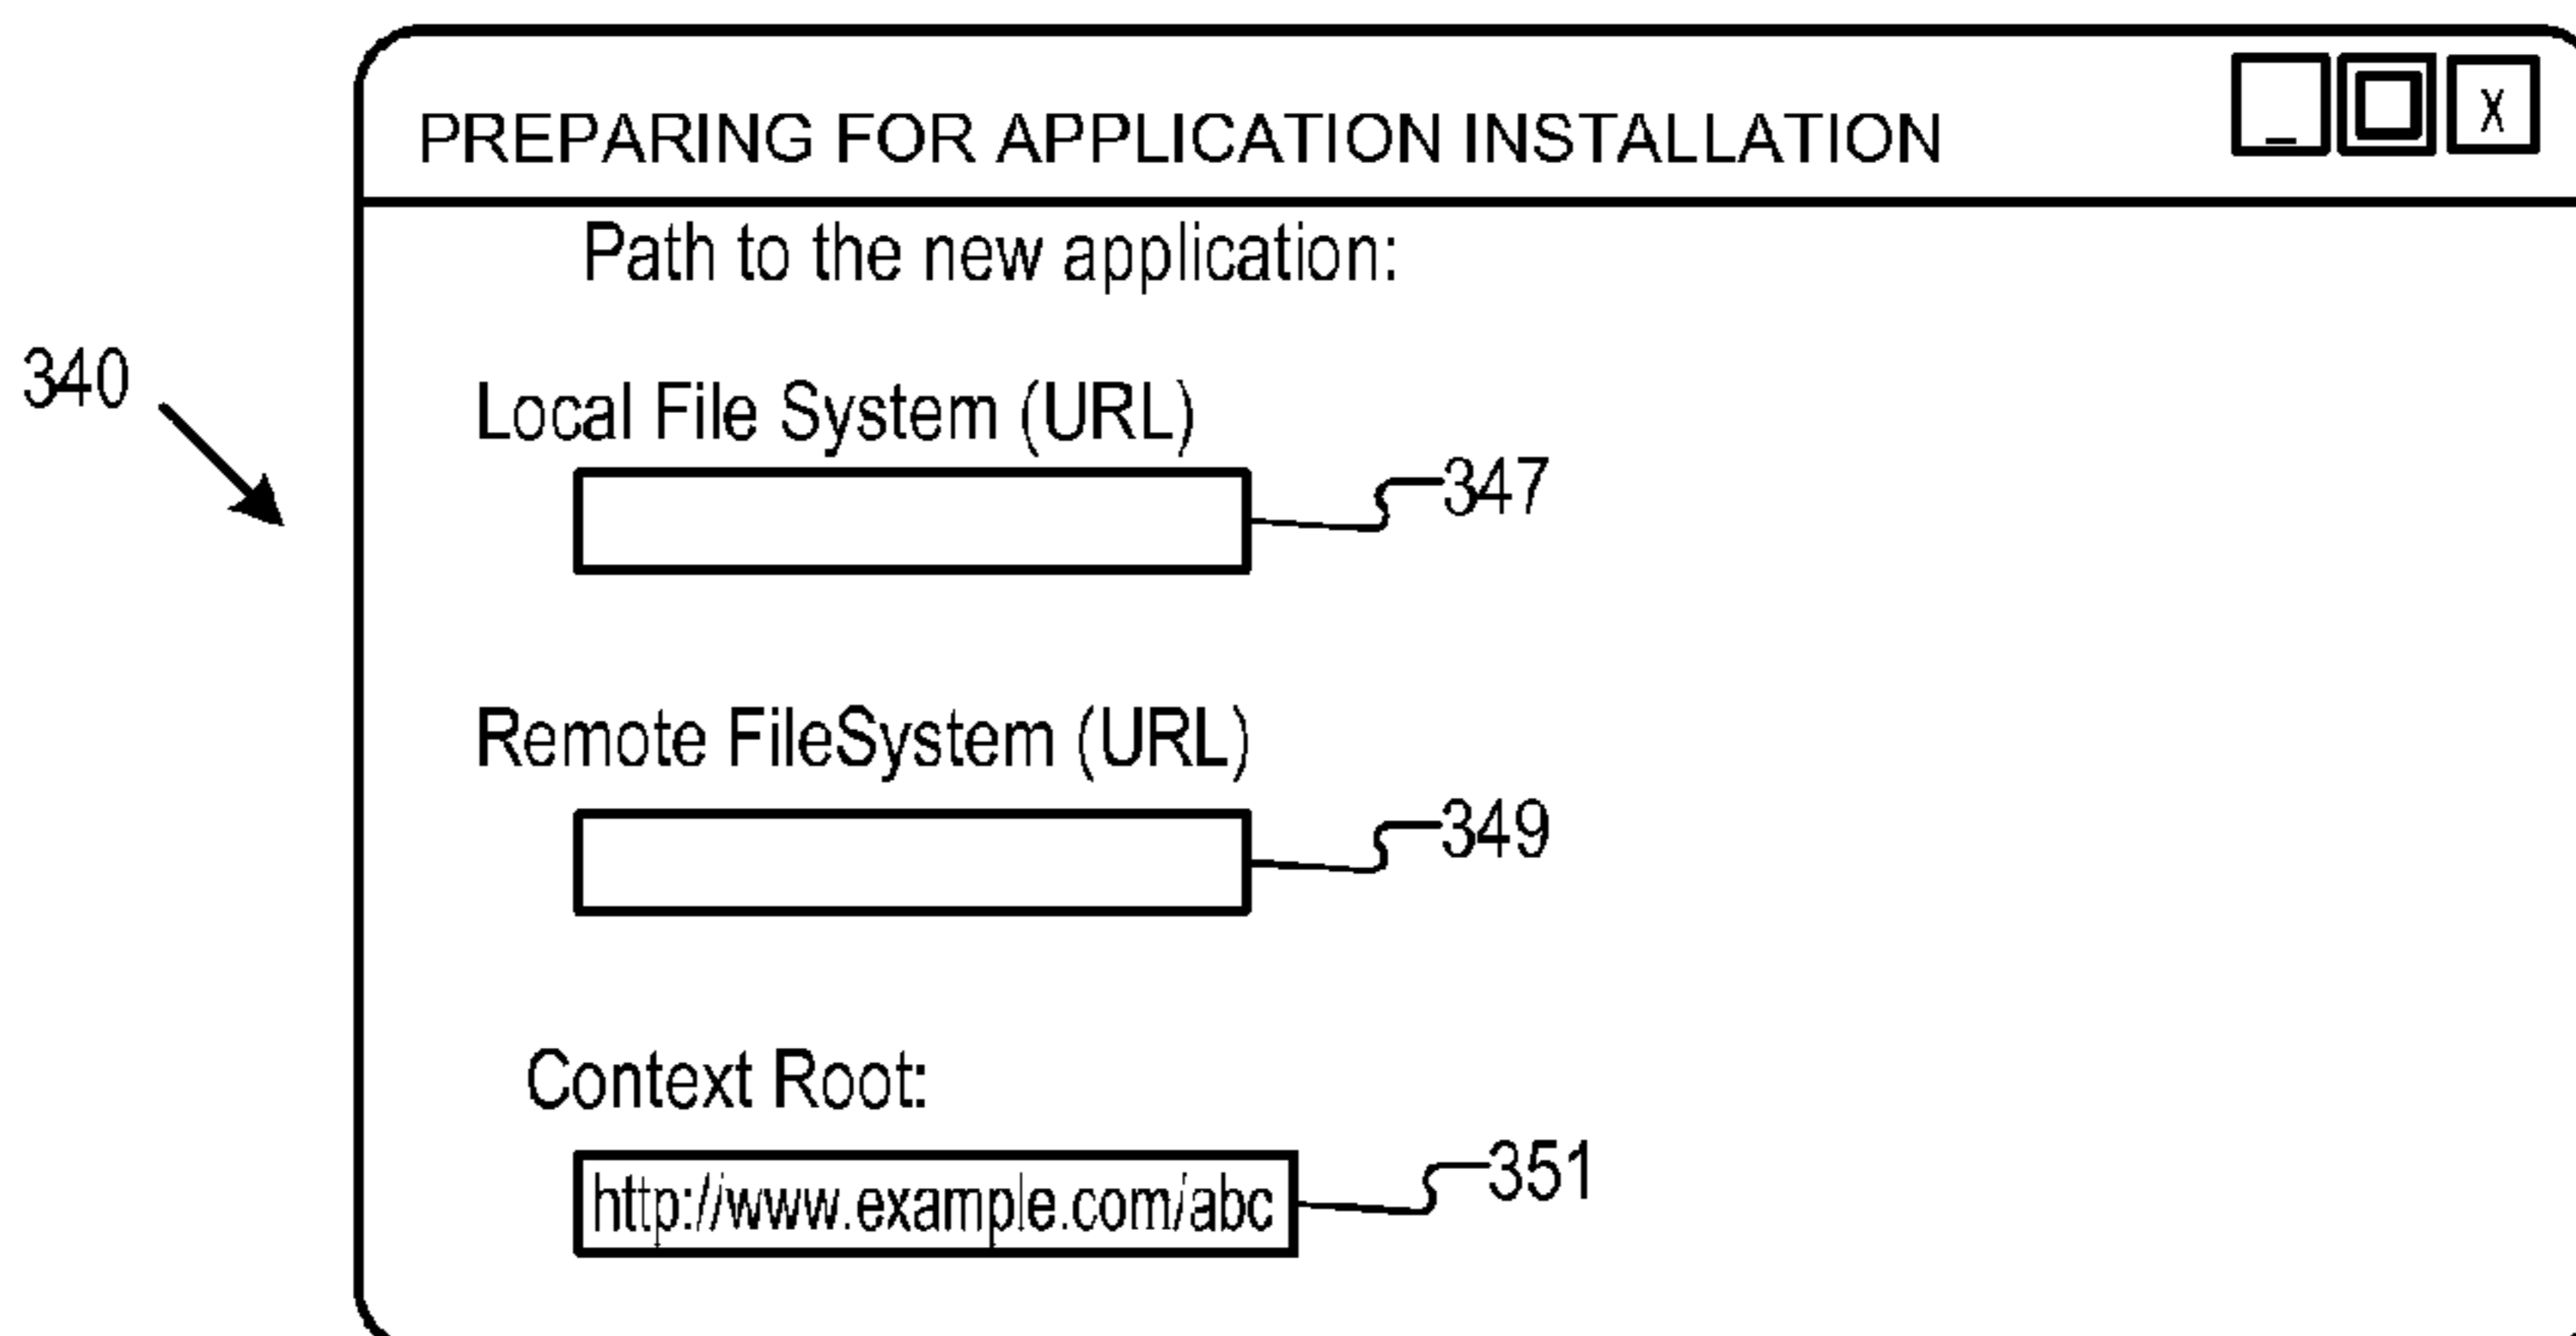 PREPARING FOR APPLICATION INSTALLATION _ X
Path to the new application:
340
Local File System (URL)
347
Remote FileSystem (URL)
349
Context Root:
http://www.example.com/abc 351